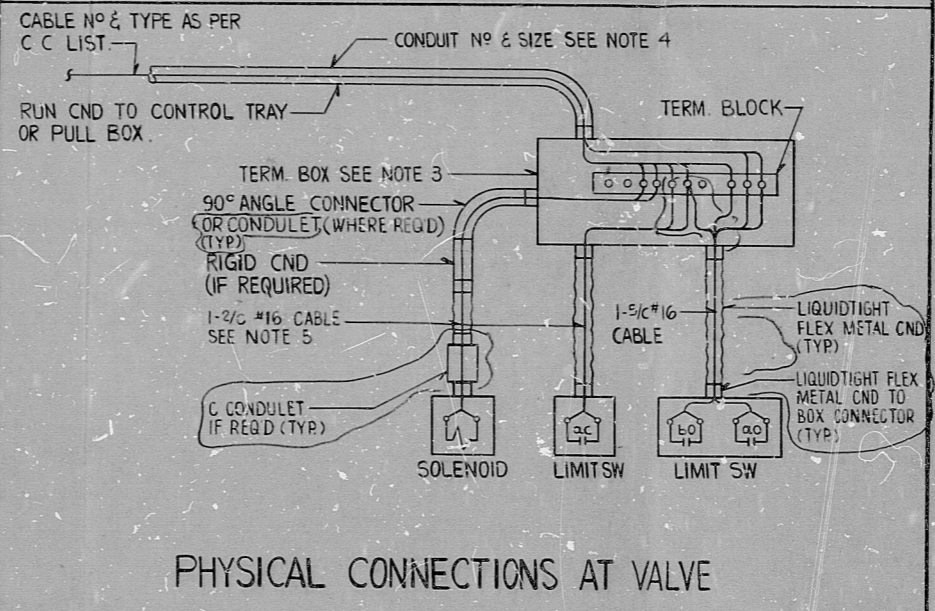 CABLE Nº & TYPE AS PER
C C LIST.
CONDUIT Nº & SIZE SEE NOTE 4
RUN CND TO CONTROL TRAY
OR PULL BOX.
TERM. BLOCK
TERM. BOX SEE NOTE 3
90° ANGLE CONNECTOR
OR CONDULET (WHERE REQ'D)
(TYP.)
RIGID CND
(IF REQUIRED)
1-2/C #16 CABLE
SEE NOTE 5
1-5/C #16
CABLE
LIQUIDTIGHT
FLEX METAL CND
(TYP.)
LIQUIDTIGHT FLEX
METAL CND TO
BOX CONNECTOR
(TYP.)
C CONDULET
IF REQ'D (TYP.)
ac
bo
ao
SOLENOID
LIMIT SW
LIMIT SW
PHYSICAL CONNECTIONS AT VALVE